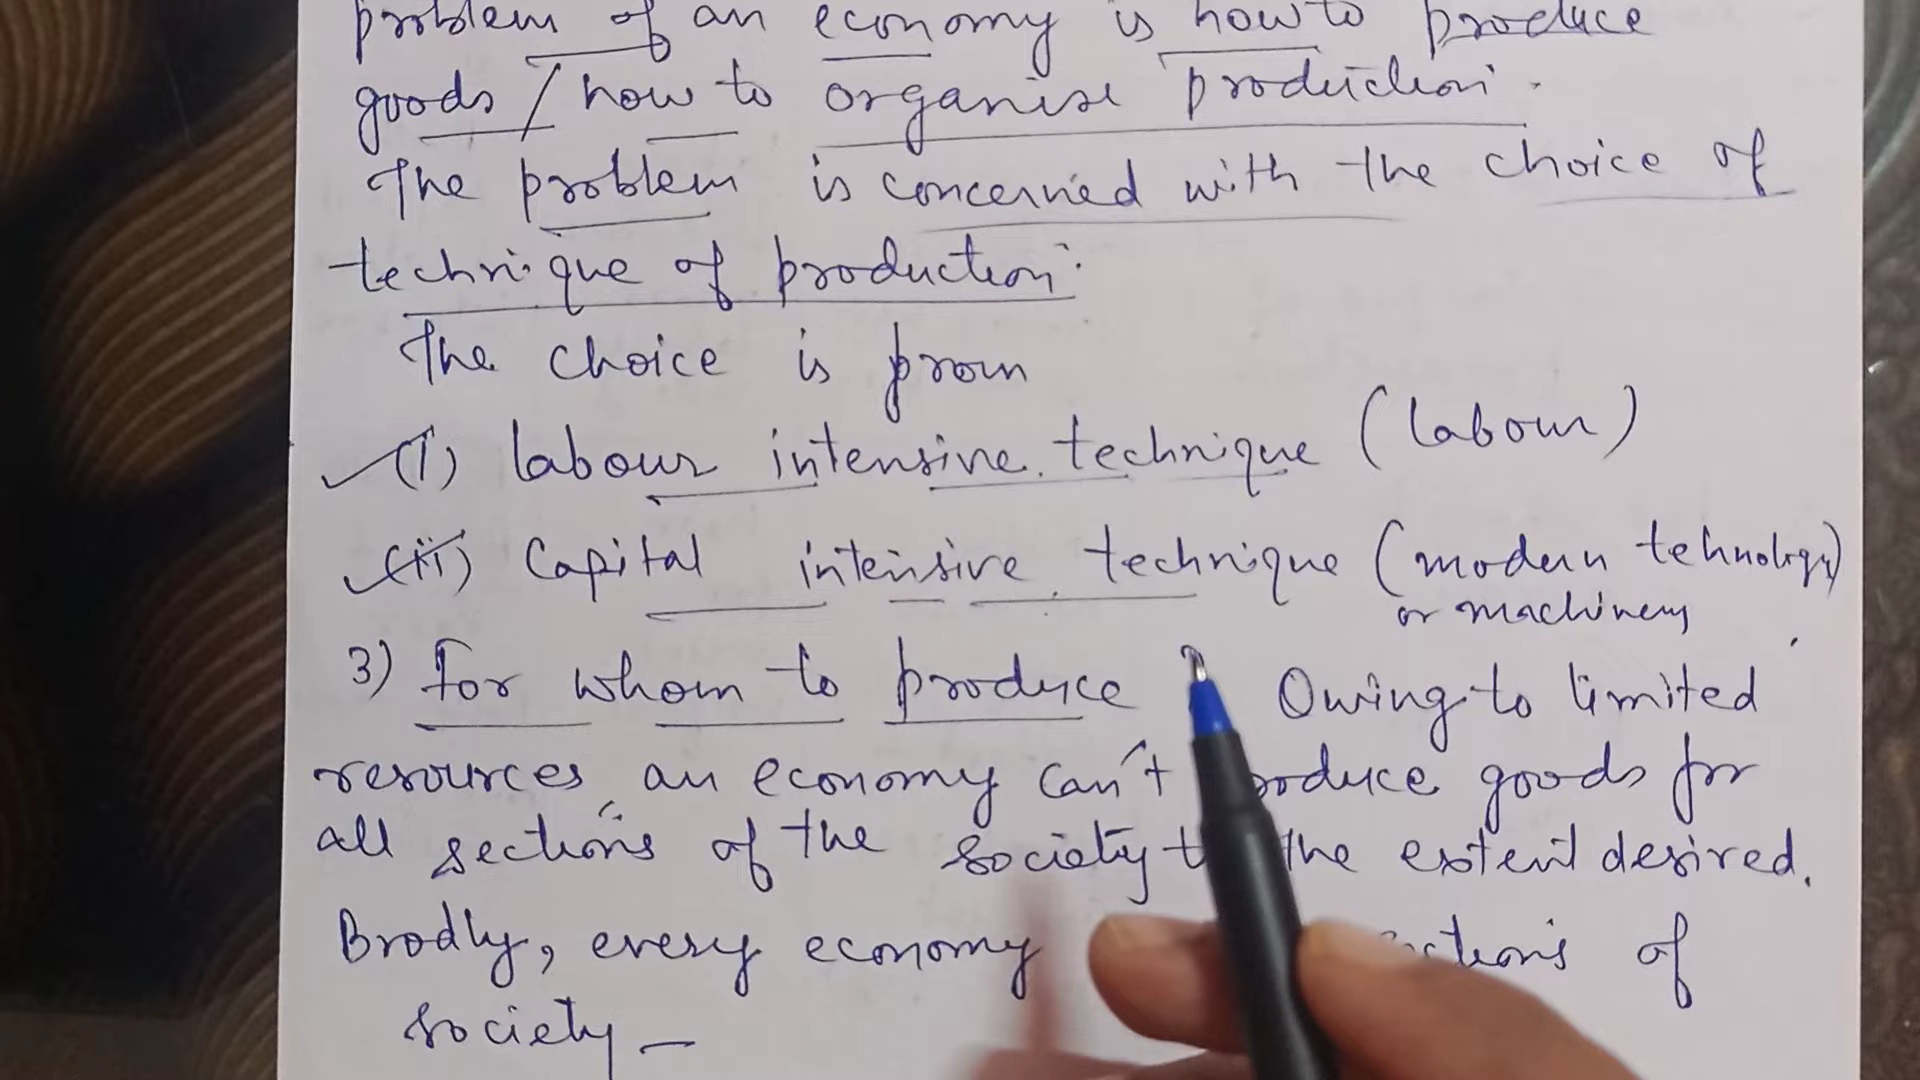 problem of an economy is how to produce
goods / how to organise production.
The problem is concerned with the choice of
technique of production.
The choice is from
(i) labour intensive technique (labour)
(ii) Capital intensive technique (modern tehnology)
or machinery
3) For whom to produce Owing to limited
resources an economy can't produce goods for
all sections of the society the extent desired.
Brodly, every economy of
society -